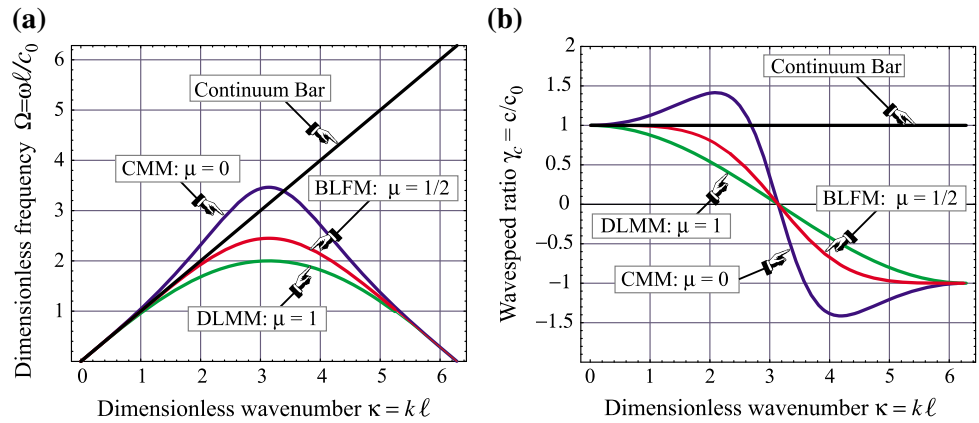 (a)
Dimensionless frequency Ω=ωℓ/c₀
6
5
4
3
2
1
0 1 2 3 4 5 6
Continuum Bar
CMM: μ = 0
BLFM: μ = 1/2
DLMM: μ = 1
Dimensionless wavenumber κ = k ℓ
(b)
Wavespeed ratio γc = c/c₀
2
1.5
1
0.5
0
−0.5
−1
−1.5
0 1 2 3 4 5 6
Continuum Bar
BLFM: μ = 1/2
DLMM: μ = 1
CMM: μ = 0
Dimensionless wavenumber κ = k ℓ